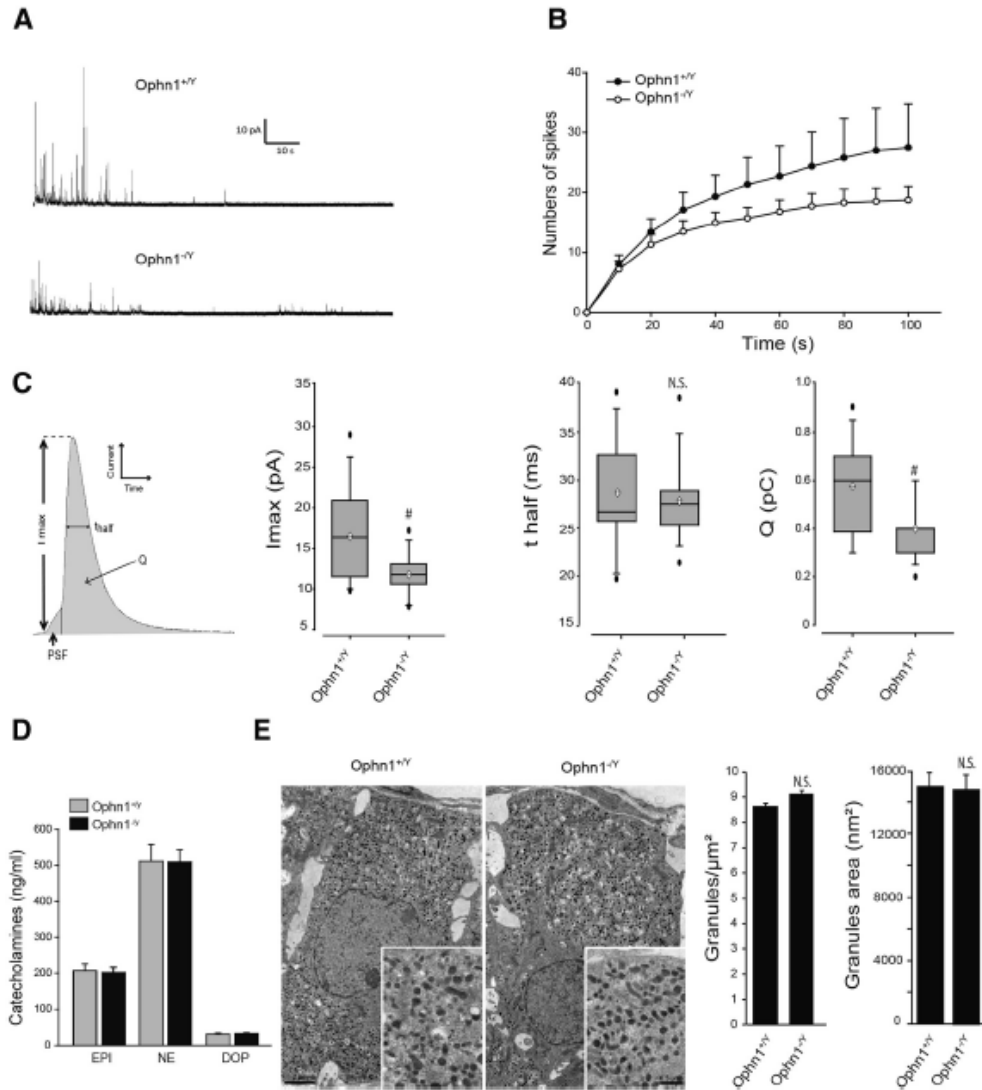 A
Ophn1+/Y
10 pA
10 s
Ophn1-/Y
B
Ophn1+/Y
Ophn1-/Y
Numbers of spikes
40
30
20
10
0
0 20 40 60 80 100
Time (s)
C
I max
Current
Time
t half
Q
PSF
Imax (pA)
35
30
25
20
15
10
5
#
Ophn1+/Y
Ophn1-/Y
t half (ms)
40
35
30
25
20
15
N.S.
Ophn1+/Y
Ophn1-/Y
Q (pC)
1.0
0.8
0.6
0.4
0.2
0
#
Ophn1+/Y
Ophn1-/Y
D
Ophn1+/Y
Ophn1-/Y
Catecholamines (ng/ml)
600
500
400
300
200
100
0
EPI NE DOP
E
Ophn1+/Y
Ophn1-/Y
Granules/µm²
10
9
8
7
6
5
4
3
2
1
0
N.S.
Ophn1+/Y
Ophn1-/Y
Granules area (nm²)
16000
12000
8000
4000
0
N.S.
Ophn1+/Y
Ophn1-/Y